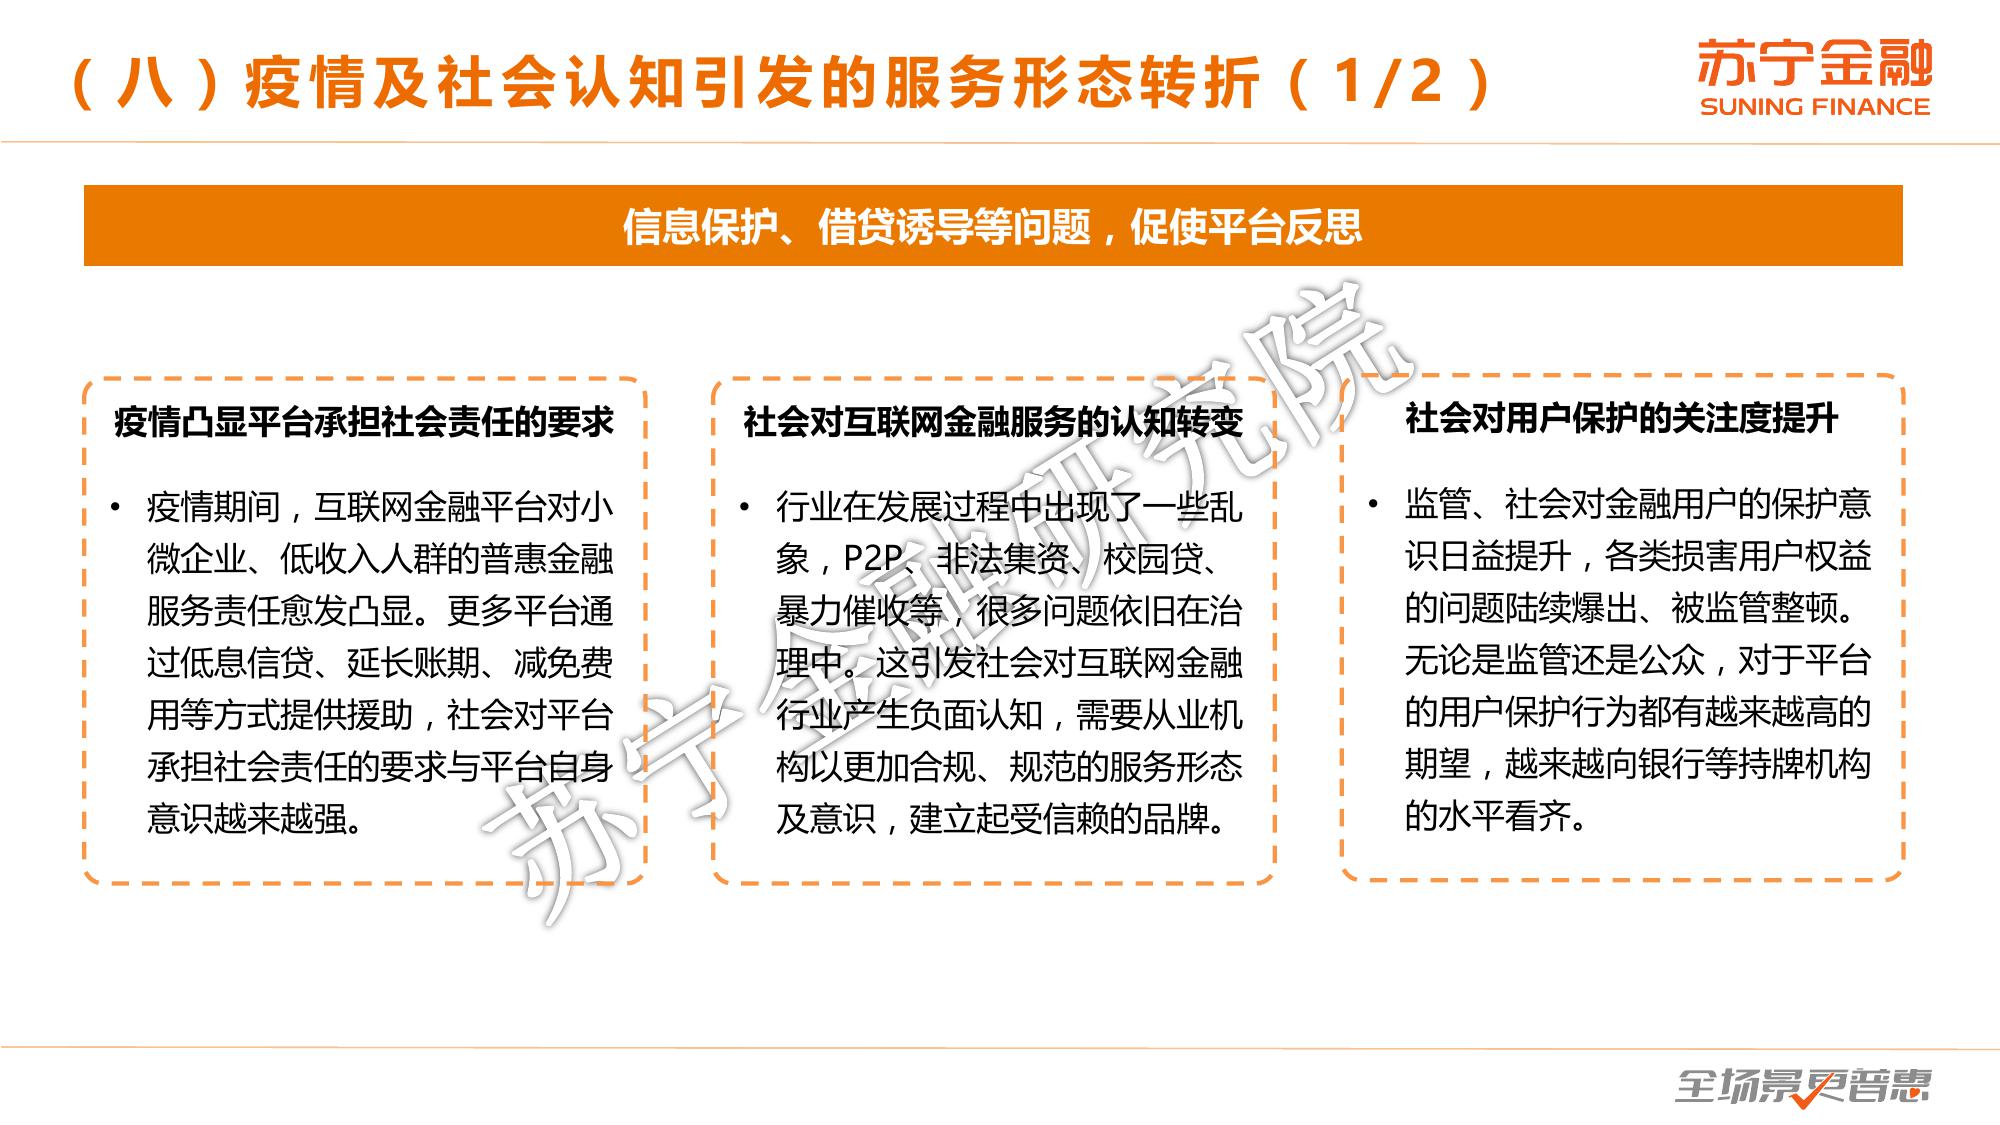 （八）疫情及社会认知引发的服务形态转折（1/2）
苏宁金融
SUNING FINANCE
信息保护、借贷诱导等问题，促使平台反思
疫情凸显平台承担社会责任的要求
• 疫情期间，互联网金融平台对小
微企业、低收入人群的普惠金融
服务责任愈发凸显。更多平台通
过低息信贷、延长账期、减免费
用等方式提供援助，社会对平台
承担社会责任的要求与平台自身
意识越来越强。
社会对互联网金融服务的认知转变
• 行业在发展过程中出现了一些乱
象，P2P、非法集资、校园贷、
暴力催收等，很多问题依旧在治
理中。这引发社会对互联网金融
行业产生负面认知，需要从业机
构以更加合规、规范的服务形态
及意识，建立起受信赖的品牌。
社会对用户保护的关注度提升
• 监管、社会对金融用户的保护意
识日益提升，各类损害用户权益
的问题陆续爆出、被监管整顿。
无论是监管还是公众，对于平台
的用户保护行为都有越来越高的
期望，越来越向银行等持牌机构
的水平看齐。
苏宁金融研究院
全场景更普惠